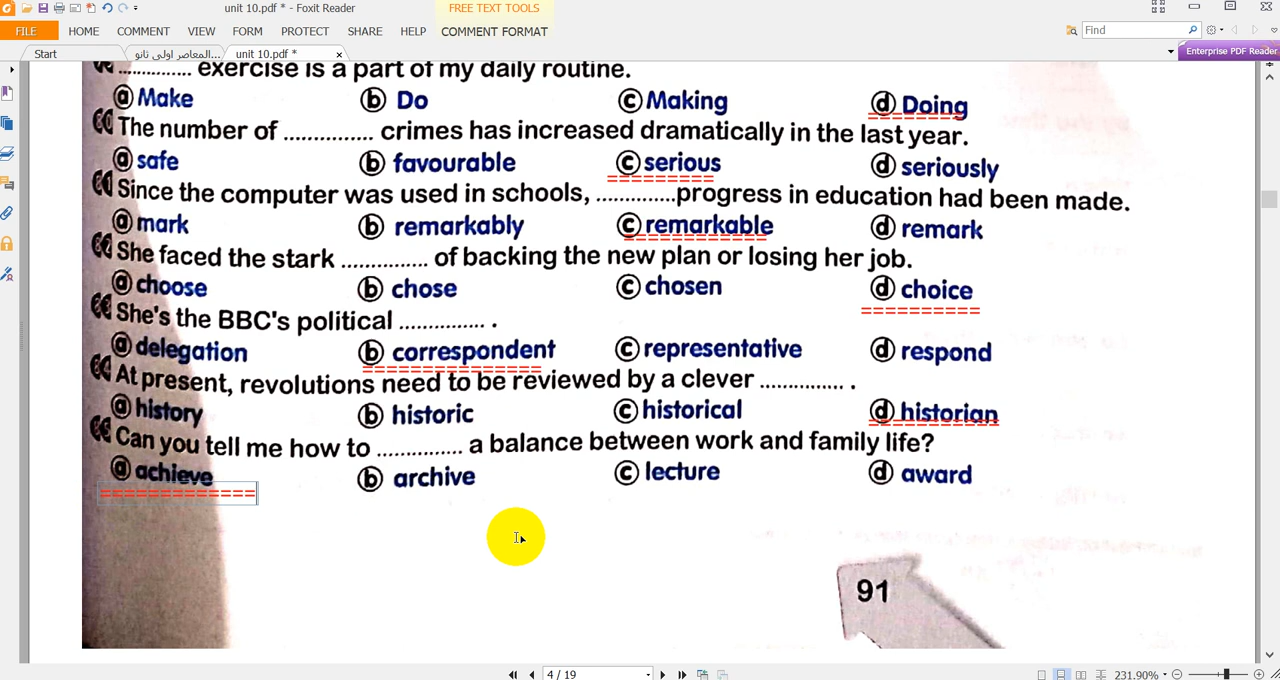 unit 10.pdf * - Foxit Reader
FREE TEXT TOOLS
FILE HOME COMMENT VIEW FORM PROTECT SHARE HELP COMMENT FORMAT Find
Start المعاصر اولى ثانو... unit 10.pdf * Enterprise PDF Reader
.............. exercise is a part of my daily routine.
ⓐ Make ⓑ Do ⓒ Making ⓓ Doing
The number of ............... crimes has increased dramatically in the last year.
ⓐ safe ⓑ favourable ⓒ serious ⓓ seriously
Since the computer was used in schools, ..............progress in education had been made.
ⓐ mark ⓑ remarkably ⓒ remarkable ⓓ remark
She faced the stark .............. of backing the new plan or losing her job.
ⓐ choose ⓑ chose ⓒ chosen ⓓ choice
She's the BBC's political .............. .
ⓐ delegation ⓑ correspondent ⓒ representative ⓓ respond
At present, revolutions need to be reviewed by a clever .............. .
ⓐ history ⓑ historic ⓒ historical ⓓ historian
Can you tell me how to .............. a balance between work and family life?
ⓐ achieve ⓑ archive ⓒ lecture ⓓ award
91
4 / 19 231.90%